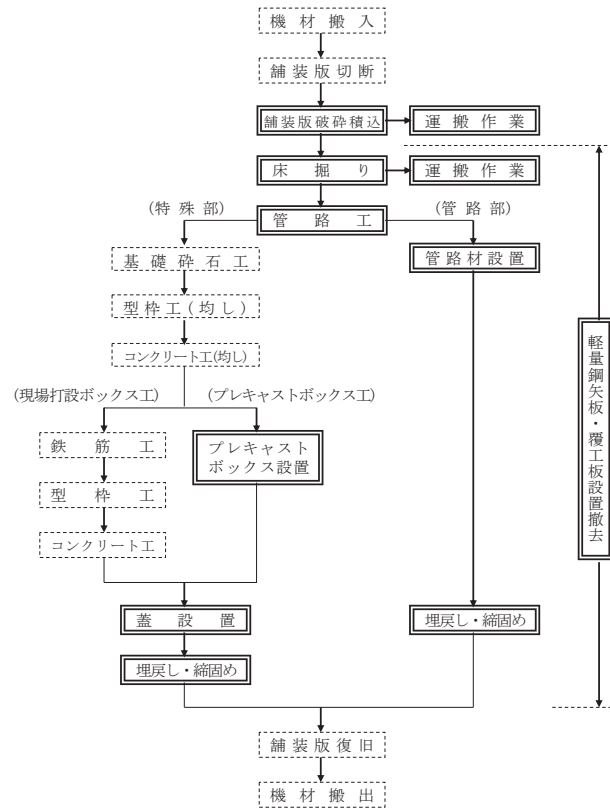 機材搬入
舗装版切断
舗装版破砕積込
運搬作業
床掘り
運搬作業
(特殊部)
管路工
(管路部)
基礎砕石工
管路材設置
型枠工(均し)
コンクリート工(均し)
(現場打設ボックス工)
(プレキャストボックス工)
鉄筋工
プレキャスト
ボックス設置
型枠工
コンクリート工
軽量鋼矢板・覆工板設置撤去
蓋設置
埋戻し・締固め
埋戻し・締固め
舗装版復旧
機材搬出